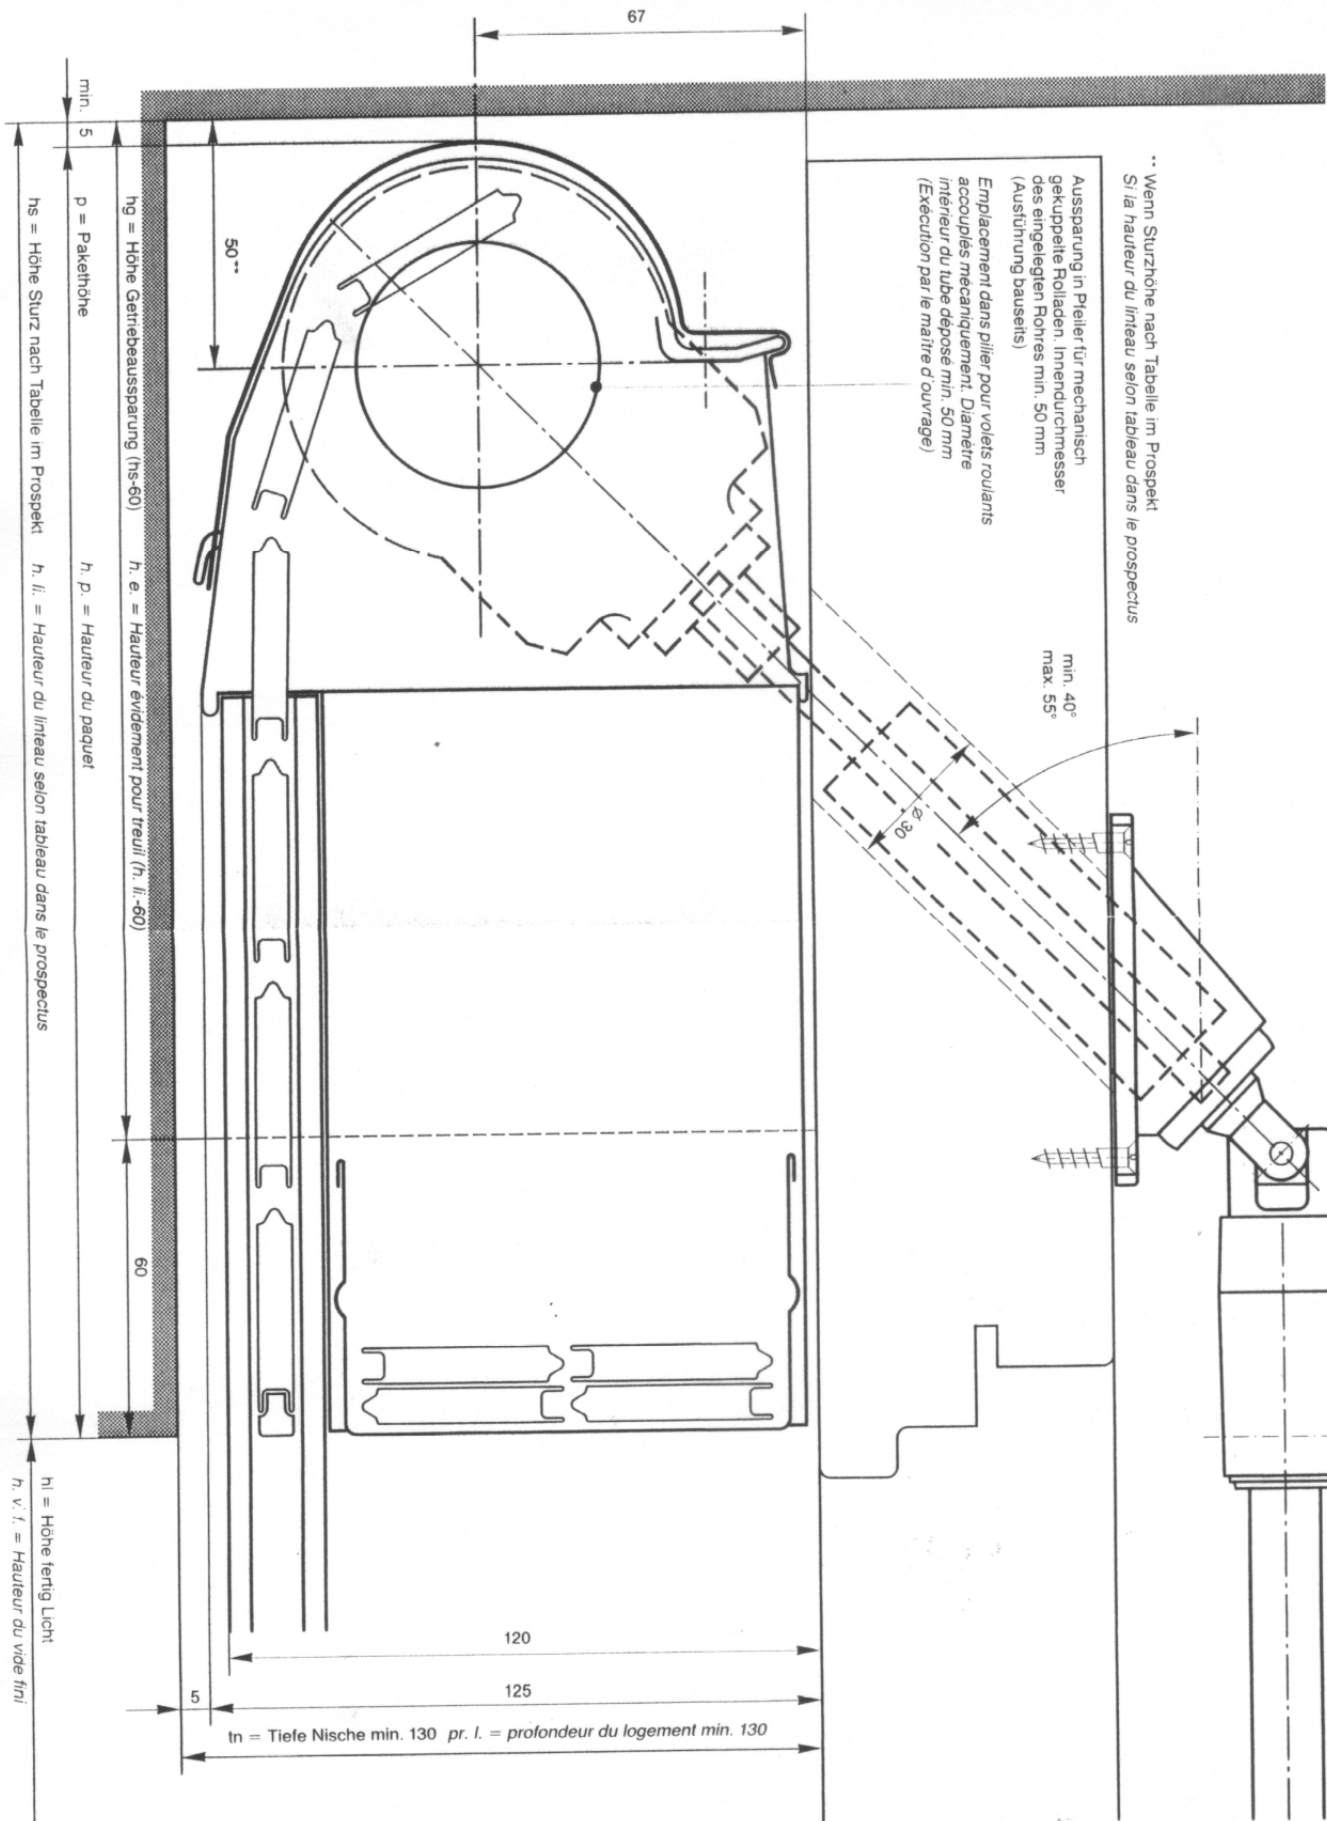 67
min.
5
** Wenn Sturzhöhe nach Tabelle im Prospekt
Si la hauteur du linteau selon tableau dans le prospectus
Aussparung in Pfeiler für mechanisch
gekuppelte Rolladen. Innendurchmesser
des eingelegten Rohres min. 50 mm
(Ausführung bauseits)
Emplacement dans pilier pour volets roulants
accouplés mécaniquement. Diamètre
intérieur du tube déposé min. 50 mm
(Exécution par le maître d'ouvrage)
min. 40°
max. 55°
50**
ø 30
hg = Höhe Getriebeaussparung (hs-60) h. e. = Hauteur évidement pour treuil (h. li.-60)
p = Pakethöhe h. p. = Hauteur du paquet
hs = Höhe Sturz nach Tabelle im Prospekt h. li. = Hauteur du linteau selon tableau dans le prospectus
60
hl = Höhe fertig Licht
h. v. f. = Hauteur du vide fini
120
125
5
tn = Tiefe Nische min. 130 pr. l. = profondeur du logement min. 130